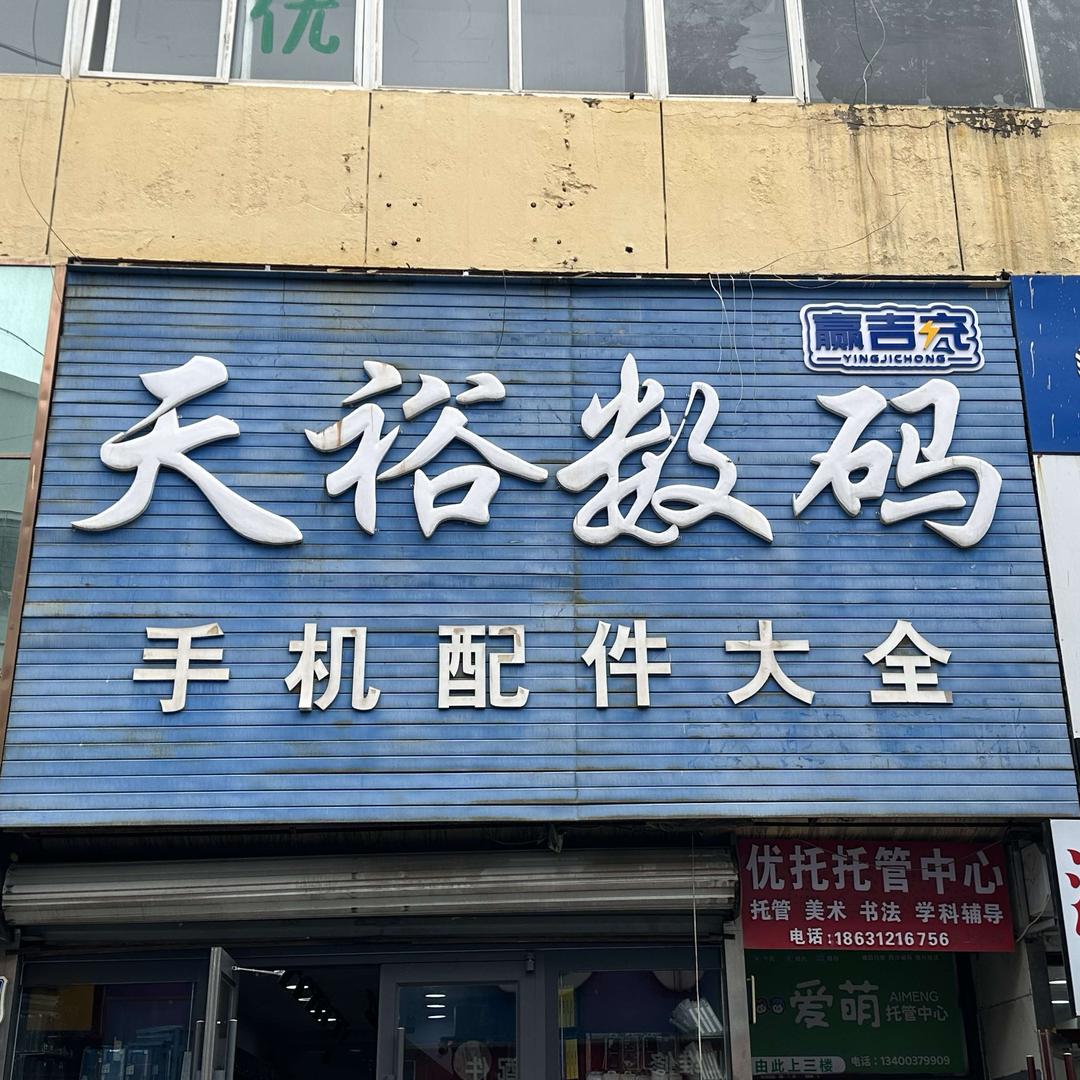 优
赢吉充
YINGJICHONG
天裕数码
手机配件大全
优托托管中心
托管 美术 书法 学科辅导
电话:18631216756
爱萌
AIMENG
托管中心
由此上三楼
电话:13400379909